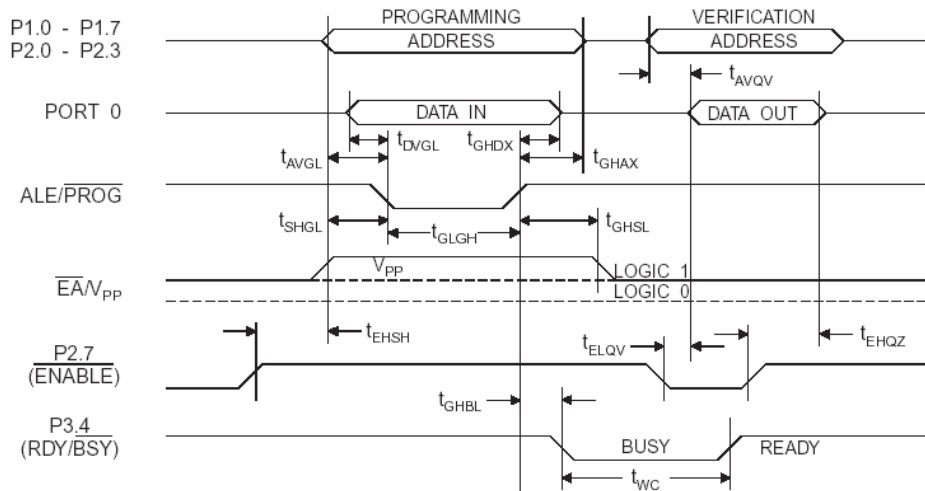 PROGRAMMING VERIFICATION
P1.0 - P1.7
P2.0 - P2.3
ADDRESS ADDRESS
tAVQV
PORT 0 DATA IN DATA OUT
tDVGL tGHDX
tAVGL tGHAX
ALE/PROG
tSHGL tGLGH tGHSL
VPP LOGIC 1
EA/VPP LOGIC 0
tEHSH tELQV tEHQZ
P2.7
(ENABLE)
tGHBL
P3.4
(RDY/BSY) BUSY READY
tWC